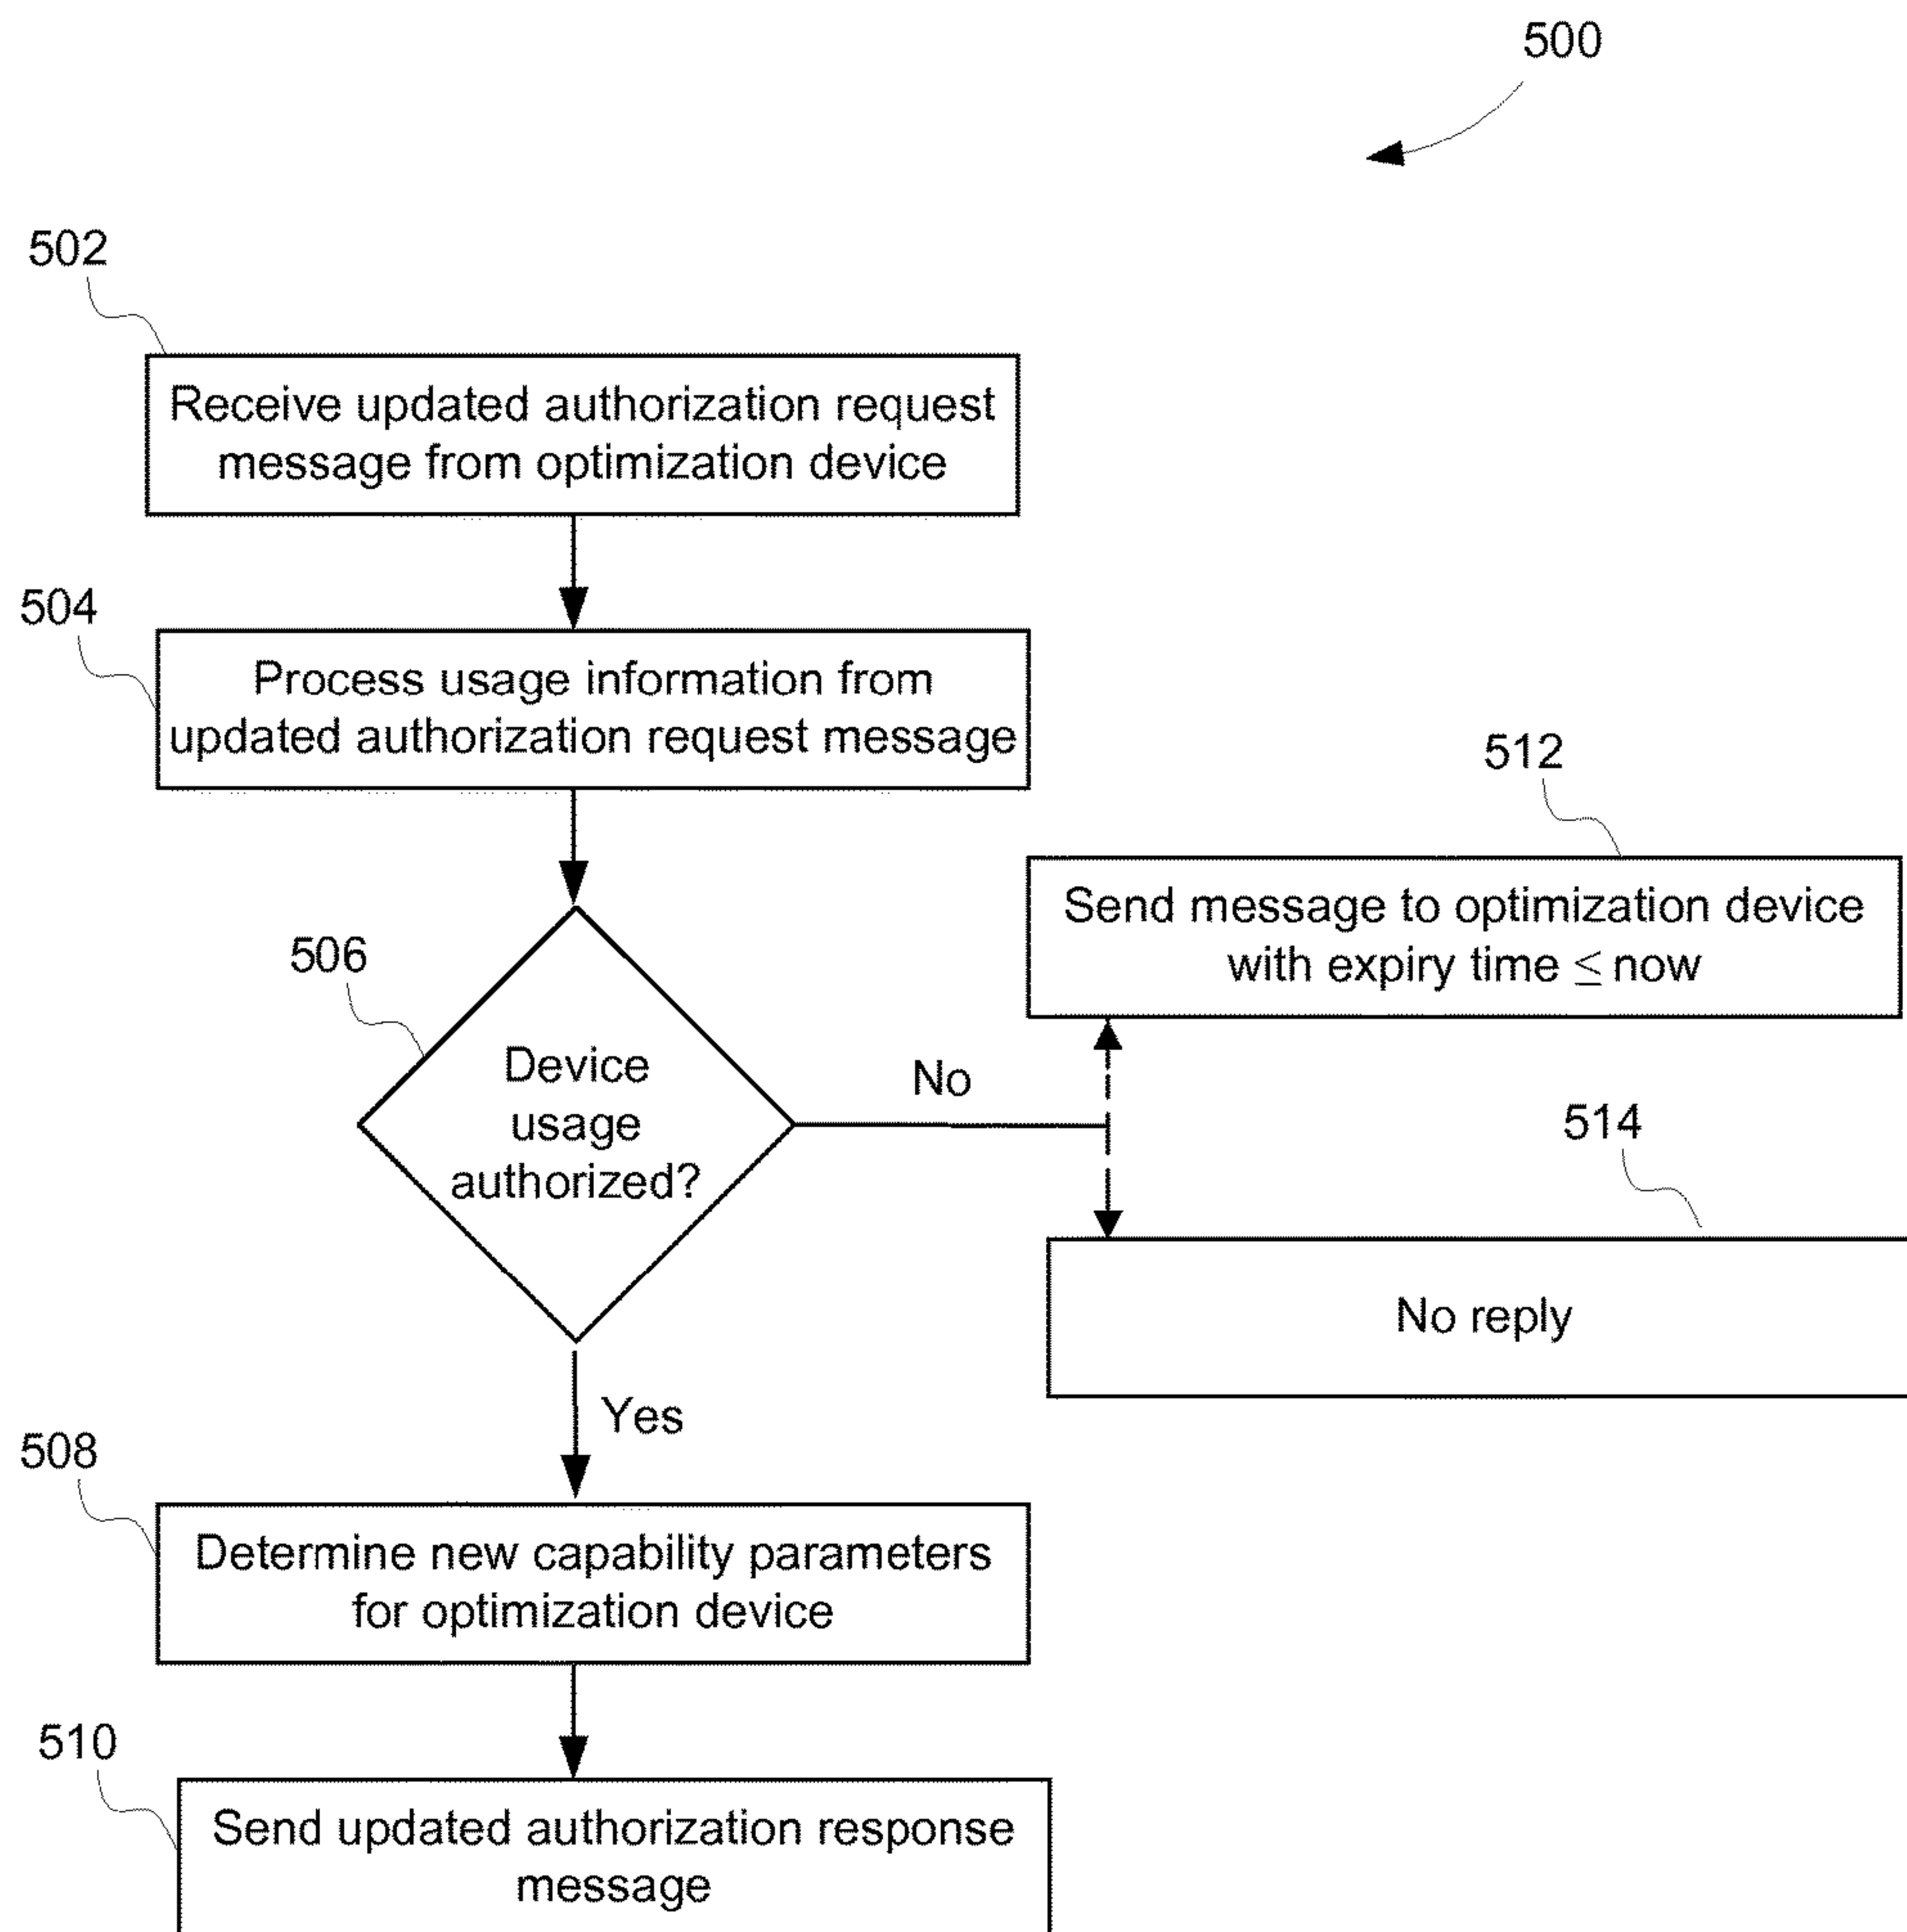 500
502
Receive updated authorization request
message from optimization device
504
Process usage information from
updated authorization request message
512
Send message to optimization device
with expiry time ≤ now
506
Device
usage
authorized?
No
514
No reply
Yes
508
Determine new capability parameters
for optimization device
510
Send updated authorization response
message